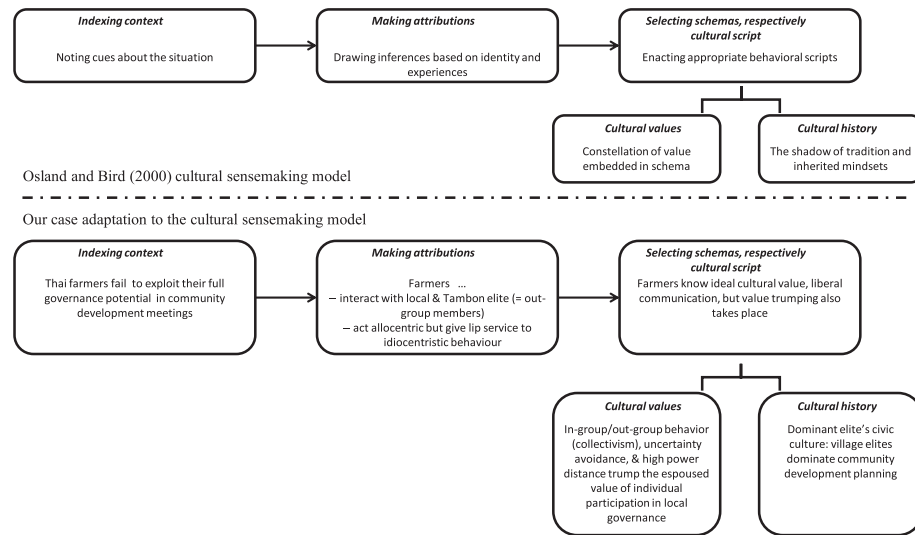 Indexing context
Noting cues about the situation
Making attributions
Drawing inferences based on identity and
experiences
Selecting schemas, respectively
cultural script
Enacting appropriate behavioral scripts
Cultural values
Constellation of value
embedded in schema
Cultural history
The shadow of tradition and
inherited mindsets
Osland and Bird (2000) cultural sensemaking model
Our case adaptation to the cultural sensemaking model
Indexing context
Thai farmers fail to exploit their full
governance potential in community
development meetings
Making attributions
Farmers ...
– interact with local & Tambon elite (= out-
group members)
– act allocentric but give lip service to
idiocentristic behaviour
Selecting schemas, respectively
cultural script
Farmers know ideal cultural value, liberal
communication, but value trumping also
takes place
Cultural values
In-group/out-group behavior
(collectivism), uncertainty
avoidance, & high power
distance trump the espoused
value of individual
participation in local
governance
Cultural history
Dominant elite's civic
culture: village elites
dominate community
development planning